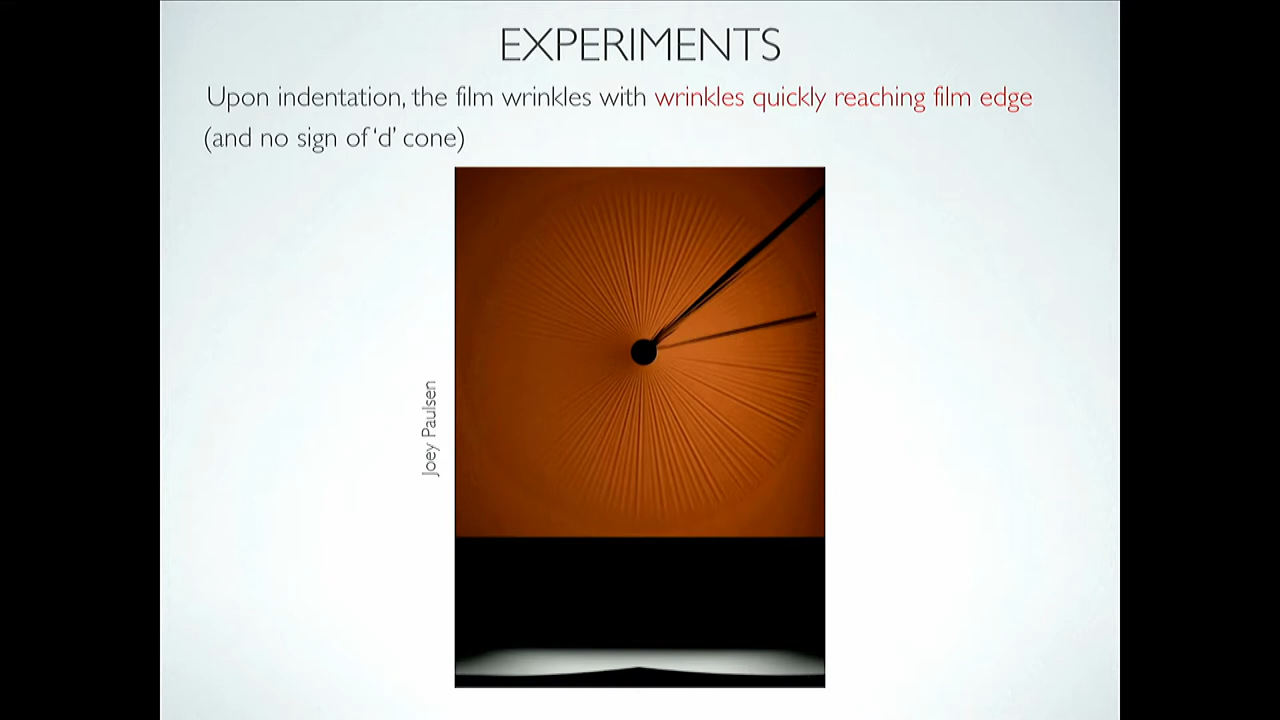 EXPERIMENTS
Upon indentation, the film wrinkles with wrinkles quickly reaching film edge
(and no sign of ‘d’ cone)
Joey Paulsen